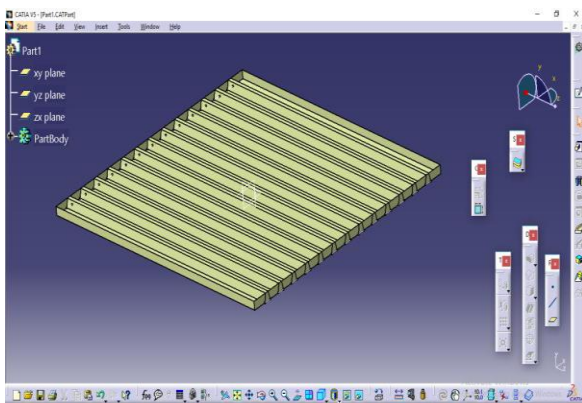 CATIA V5 - [Part1.CATPart]
Start File Edit View Insert Tools Window Help
Part1
xy plane
yz plane
zx plane
PartBody
y
x
z